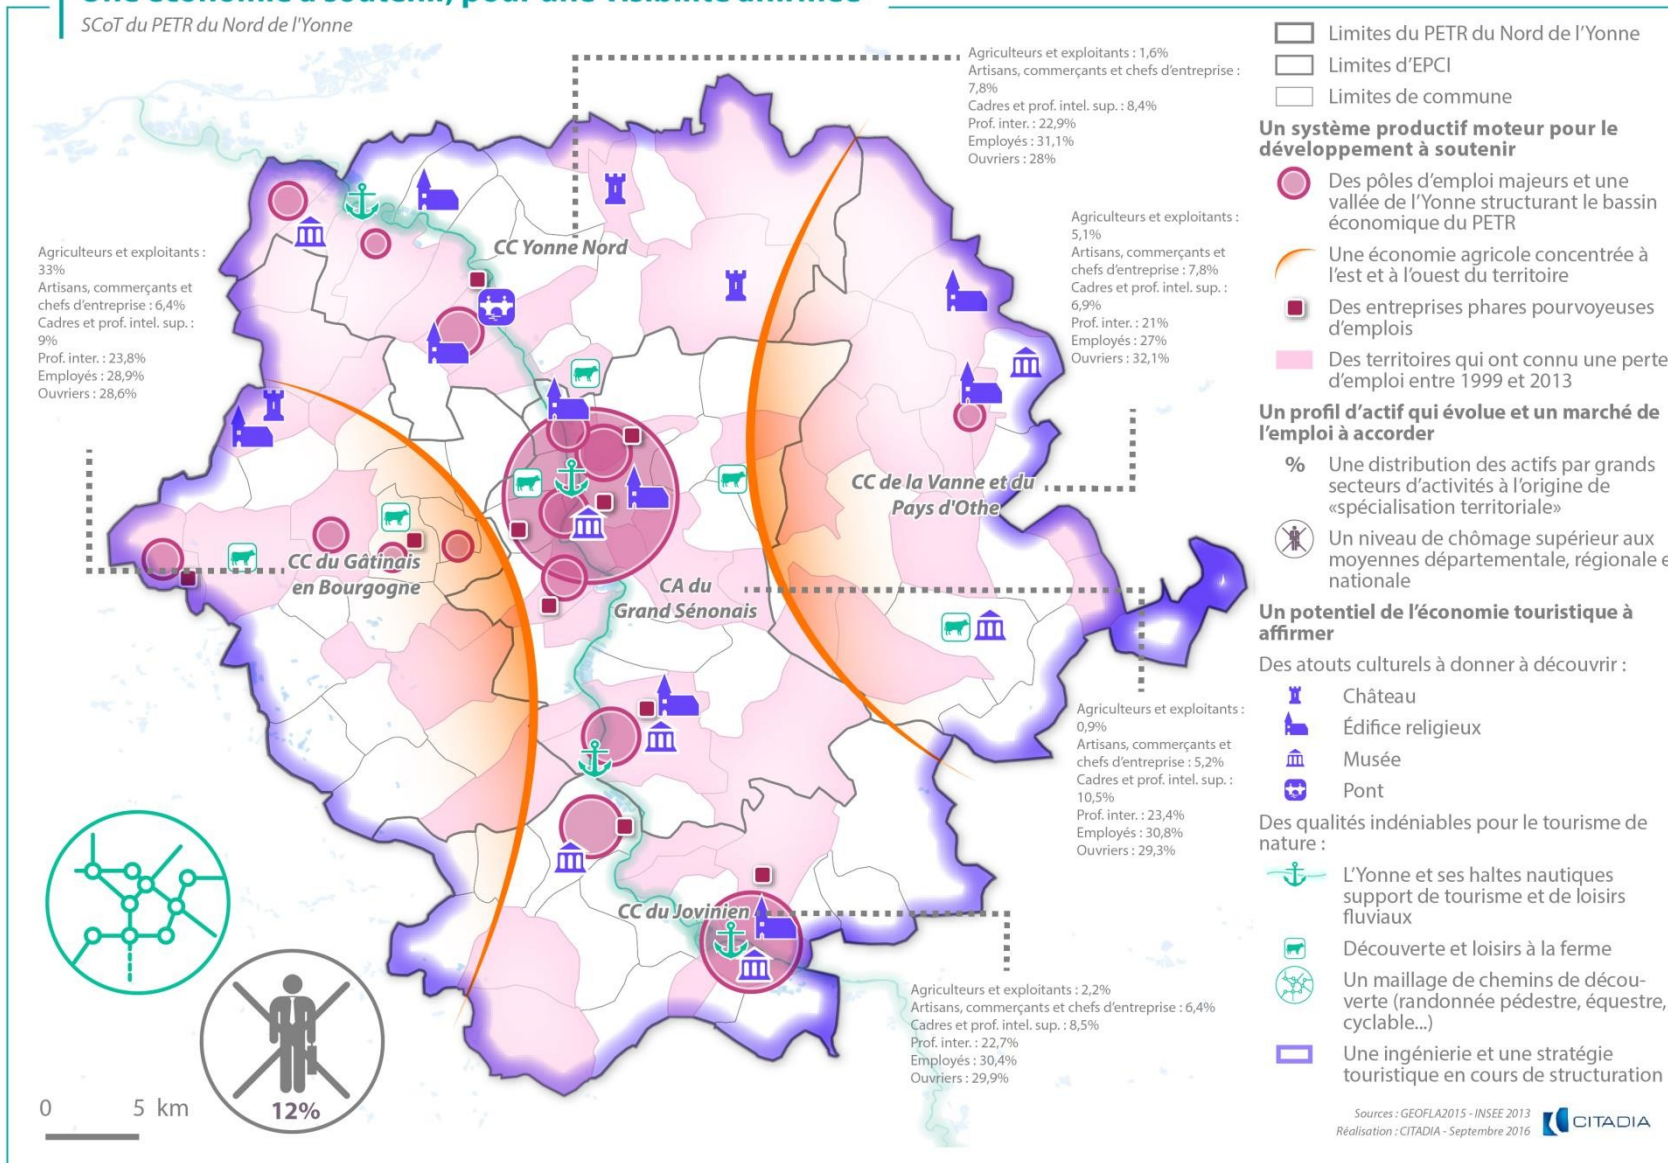 SCoT du PETR du Nord de l'Yonne
Agriculteurs et exploitants : 1,6%
Artisans, commerçants et chefs d'entreprise :
7,8%
Cadres et prof. intel. sup. : 8,4%
Prof. inter. : 22,9%
Employés : 31,1%
Ouvriers : 28%
Agriculteurs et exploitants :
5,1%
Artisans, commerçants et
chefs d'entreprise : 7,8%
Cadres et prof. intel. sup. :
6,9%
Prof. inter. : 21%
Employés : 27%
Ouvriers : 32,1%
Agriculteurs et exploitants :
33%
Artisans, commerçants et
chefs d'entreprise : 6,4%
Cadres et prof. intel. sup. :
9%
Prof. inter. : 23,8%
Employés : 28,9%
Ouvriers : 28,6%
CC Yonne Nord
CC de la Vanne et du
Pays d'Othe
CC du Gâtinais
en Bourgogne
CA du
Grand Sénonais
CC du Jovinien
Agriculteurs et exploitants :
0,9%
Artisans, commerçants et
chefs d'entreprise : 5,2%
Cadres et prof. intel. sup. :
10,5%
Prof. inter. : 23,4%
Employés : 30,8%
Ouvriers : 29,3%
Agriculteurs et exploitants : 2,2%
Artisans, commerçants et chefs d'entreprise : 6,4%
Cadres et prof. intel. sup. : 8,5%
Prof. inter. : 22,7%
Employés : 30,4%
Ouvriers : 29,9%
12%
0 5 km
Limites du PETR du Nord de l'Yonne
Limites d'EPCI
Limites de commune
Un système productif moteur pour le
développement à soutenir
Des pôles d'emploi majeurs et une
vallée de l'Yonne structurant le bassin
économique du PETR
Une économie agricole concentrée à
l'est et à l'ouest du territoire
Des entreprises phares pourvoyeuses
d'emplois
Des territoires qui ont connu une perte
d'emploi entre 1999 et 2013
Un profil d'actif qui évolue et un marché de
l'emploi à accorder
% Une distribution des actifs par grands
secteurs d'activités à l'origine de
«spécialisation territoriale»
Un niveau de chômage supérieur aux
moyennes départementale, régionale e
nationale
Un potentiel de l'économie touristique à
affirmer
Des atouts culturels à donner à découvrir :
Château
Édifice religieux
Musée
Pont
Des qualités indéniables pour le tourisme de
nature :
L'Yonne et ses haltes nautiques
support de tourisme et de loisirs
fluviaux
Découverte et loisirs à la ferme
Un maillage de chemins de décou-
verte (randonnée pédestre, équestre,
cyclable...)
Une ingénierie et une stratégie
touristique en cours de structuration
Sources : GEOFLA2015 - INSEE 2013
Réalisation : CITADIA - Septembre 2016
CITADIA